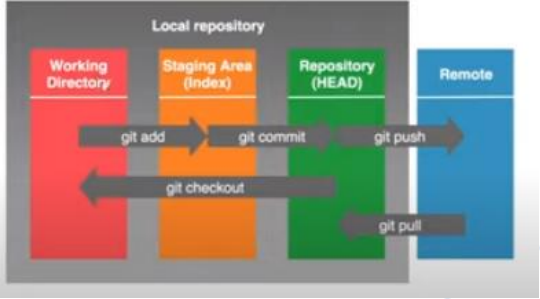 Local repository
Working
Directory
Staging Area
(Index)
Repository
(HEAD)
Remote
git add
git commit
git push
git checkout
git pull